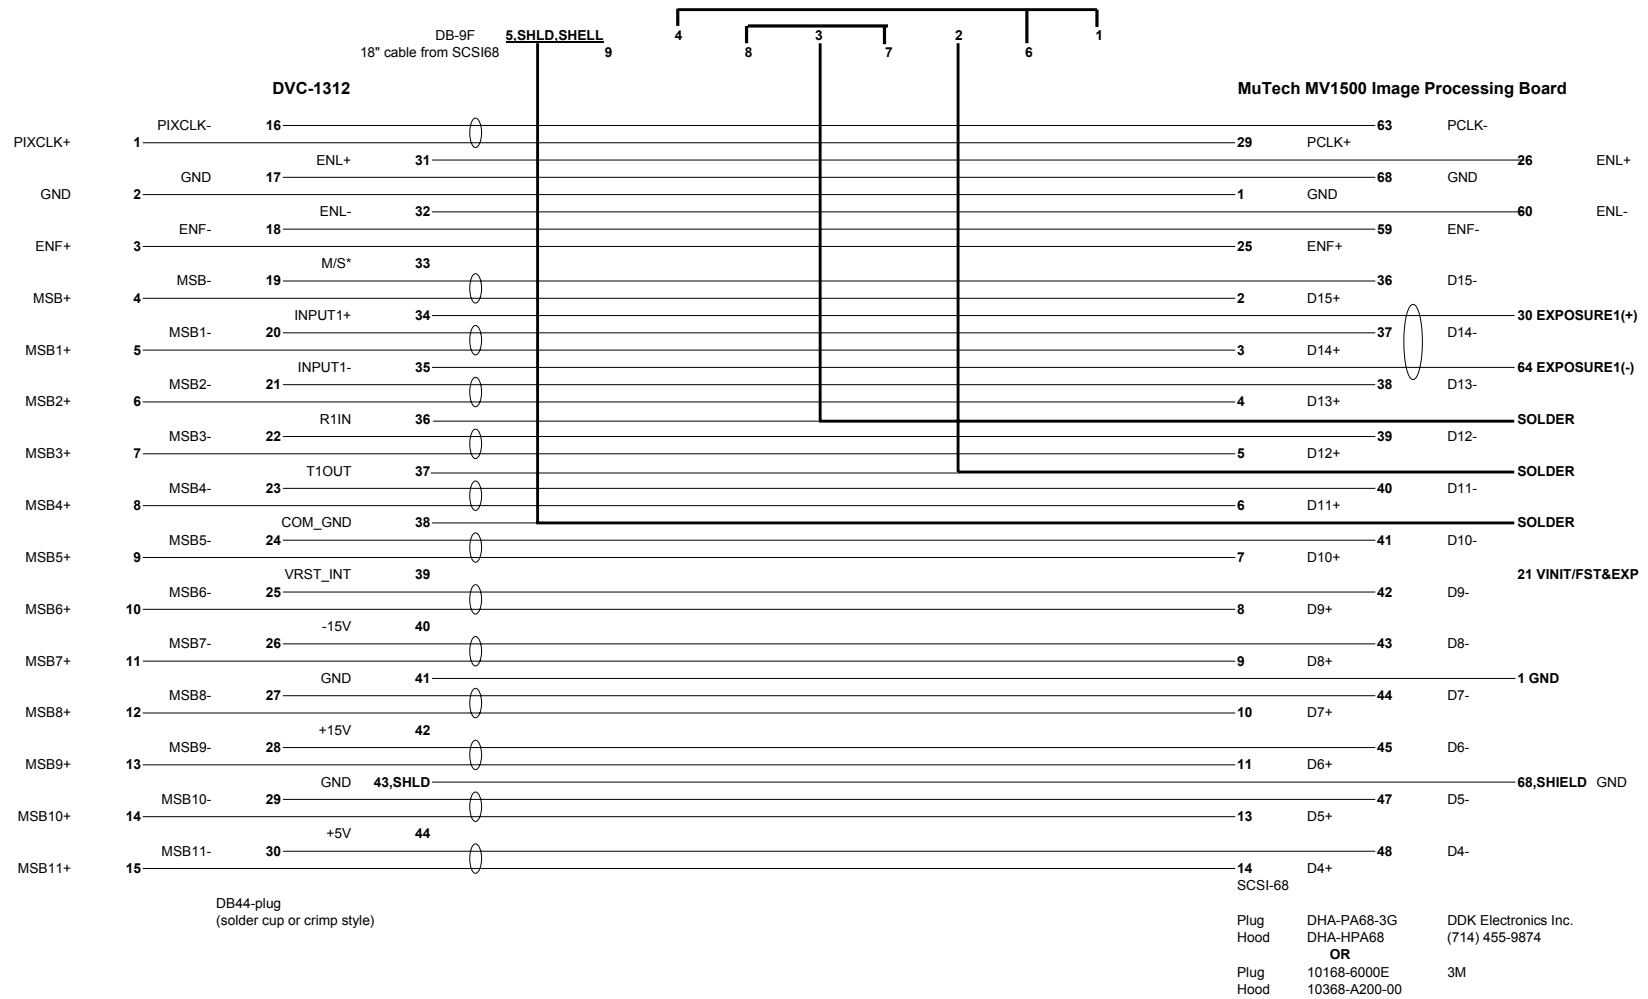 4 3 2 1
DB-9F 5,SHLD,SHELL
18" cable from SCSI68 9 8 7 6
DVC-1312 MuTech MV1500 Image Processing Board
PIXCLK- 16 63 PCLK-
PIXCLK+ 1 29 PCLK+
ENL+ 31 26 ENL+
GND 17 68 GND
GND 2 1 GND
ENL- 32 60 ENL-
ENF- 18 59 ENF-
ENF+ 3 25 ENF+
M/S* 33
MSB- 19 36 D15-
MSB+ 4 2 D15+
INPUT1+ 34 30 EXPOSURE1(+)
MSB1- 20 37 D14-
MSB1+ 5 3 D14+
INPUT1- 35 64 EXPOSURE1(-)
MSB2- 21 38 D13-
MSB2+ 6 4 D13+
R1IN 36 SOLDER
MSB3- 22 39 D12-
MSB3+ 7 5 D12+
T1OUT 37 SOLDER
MSB4- 23 40 D11-
MSB4+ 8 6 D11+
COM_GND 38 SOLDER
MSB5- 24 41 D10-
MSB5+ 9 7 D10+
VRST_INT 39 21 VINIT/FST&EXP
MSB6- 25 42 D9-
MSB6+ 10 8 D9+
-15V 40
MSB7- 26 43 D8-
MSB7+ 11 9 D8+
GND 41 1 GND
MSB8- 27 44 D7-
MSB8+ 12 10 D7+
+15V 42
MSB9- 28 45 D6-
MSB9+ 13 11 D6+
GND 43,SHLD 68,SHIELD GND
MSB10- 29 47 D5-
MSB10+ 14 13 D5+
+5V 44
MSB11- 30 48 D4-
MSB11+ 15 14 D4+
SCSI-68
DB44-plug
(solder cup or crimp style)
Plug DHA-PA68-3G DDK Electronics Inc.
Hood DHA-HPA68 (714) 455-9874
OR
Plug 10168-6000E 3M
Hood 10368-A200-00